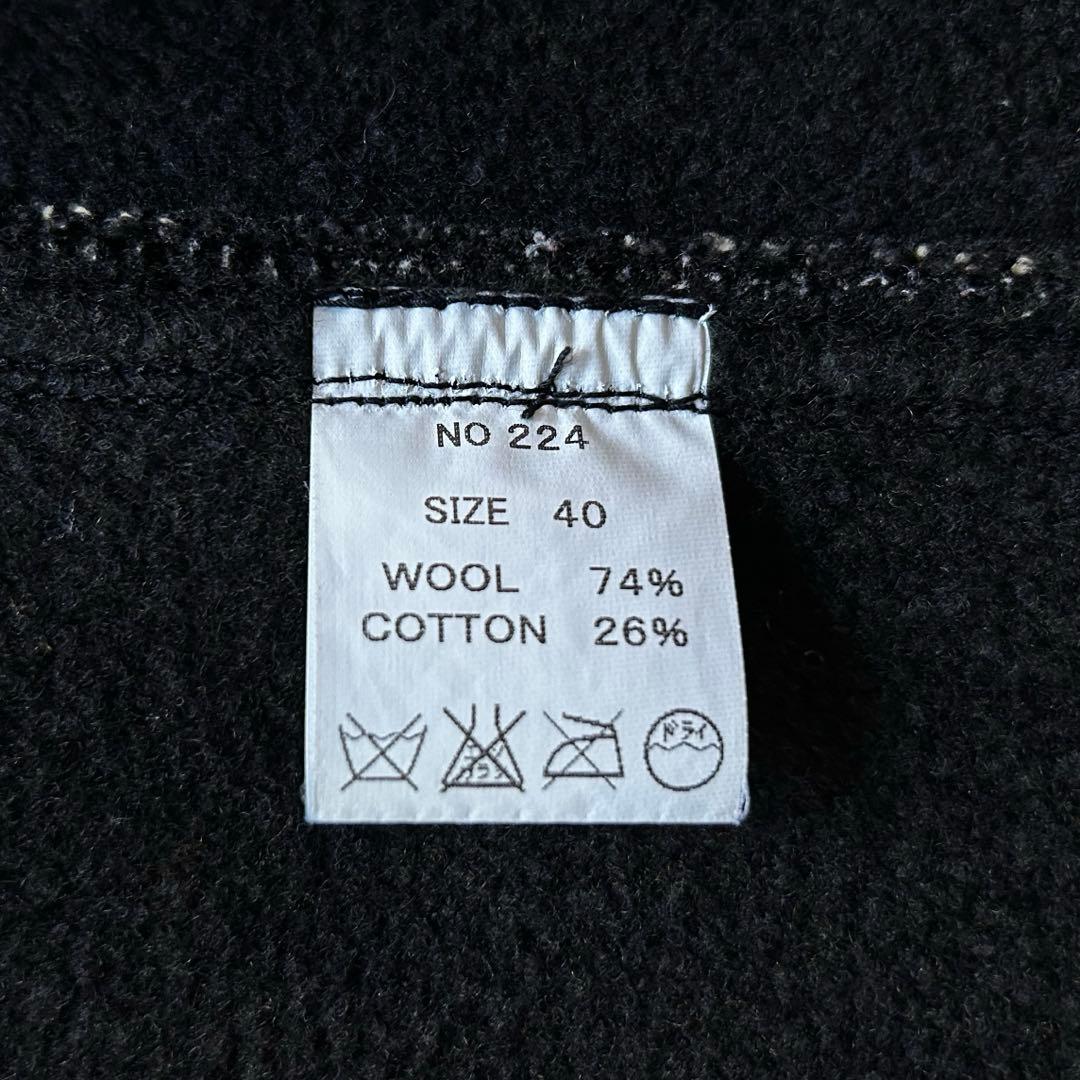 NO 224
SIZE 40
WOOL 74%
COTTON 26%
ドライ